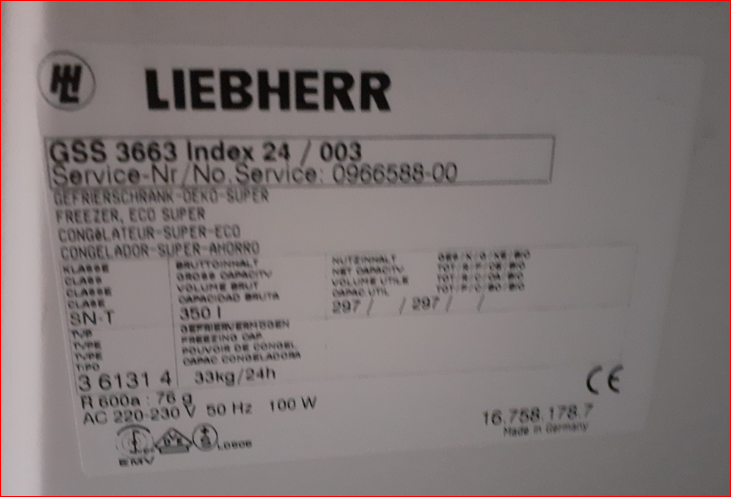 LIEBHERR
GSS 3663 Index 24 / 003
Service-Nr/No.Service: 0966588-00
GEFRIERSCHRANK-OEKO-SUPER
FREEZER, ECO SUPER
CONGÉLATEUR-SUPER-ECO
CONGELADOR-SUPER-AHORRO
KLASSE BRUTTOINHALT NUTZINHALT
CLASS GROSS CAPACITY NET CAPACITY
CLASSE VOLUME BRUT VOLUME UTILE
CLASE CAPACIDAD BRUTA CAPAC UTIL
SN-T 350 l 297 / / 297 / /
TYP GEFRIERVERMOGEN
TYPE FREEZING CAP
TYPE POUVOIR DE CONGEL
TIPO CAPAC CONGELADORA
3 6131 4 33kg/24h
R 600a : 76 g
AC 220-230 V 50 Hz 100 W
CE
16.758.178.7
Made in Germany
EMV